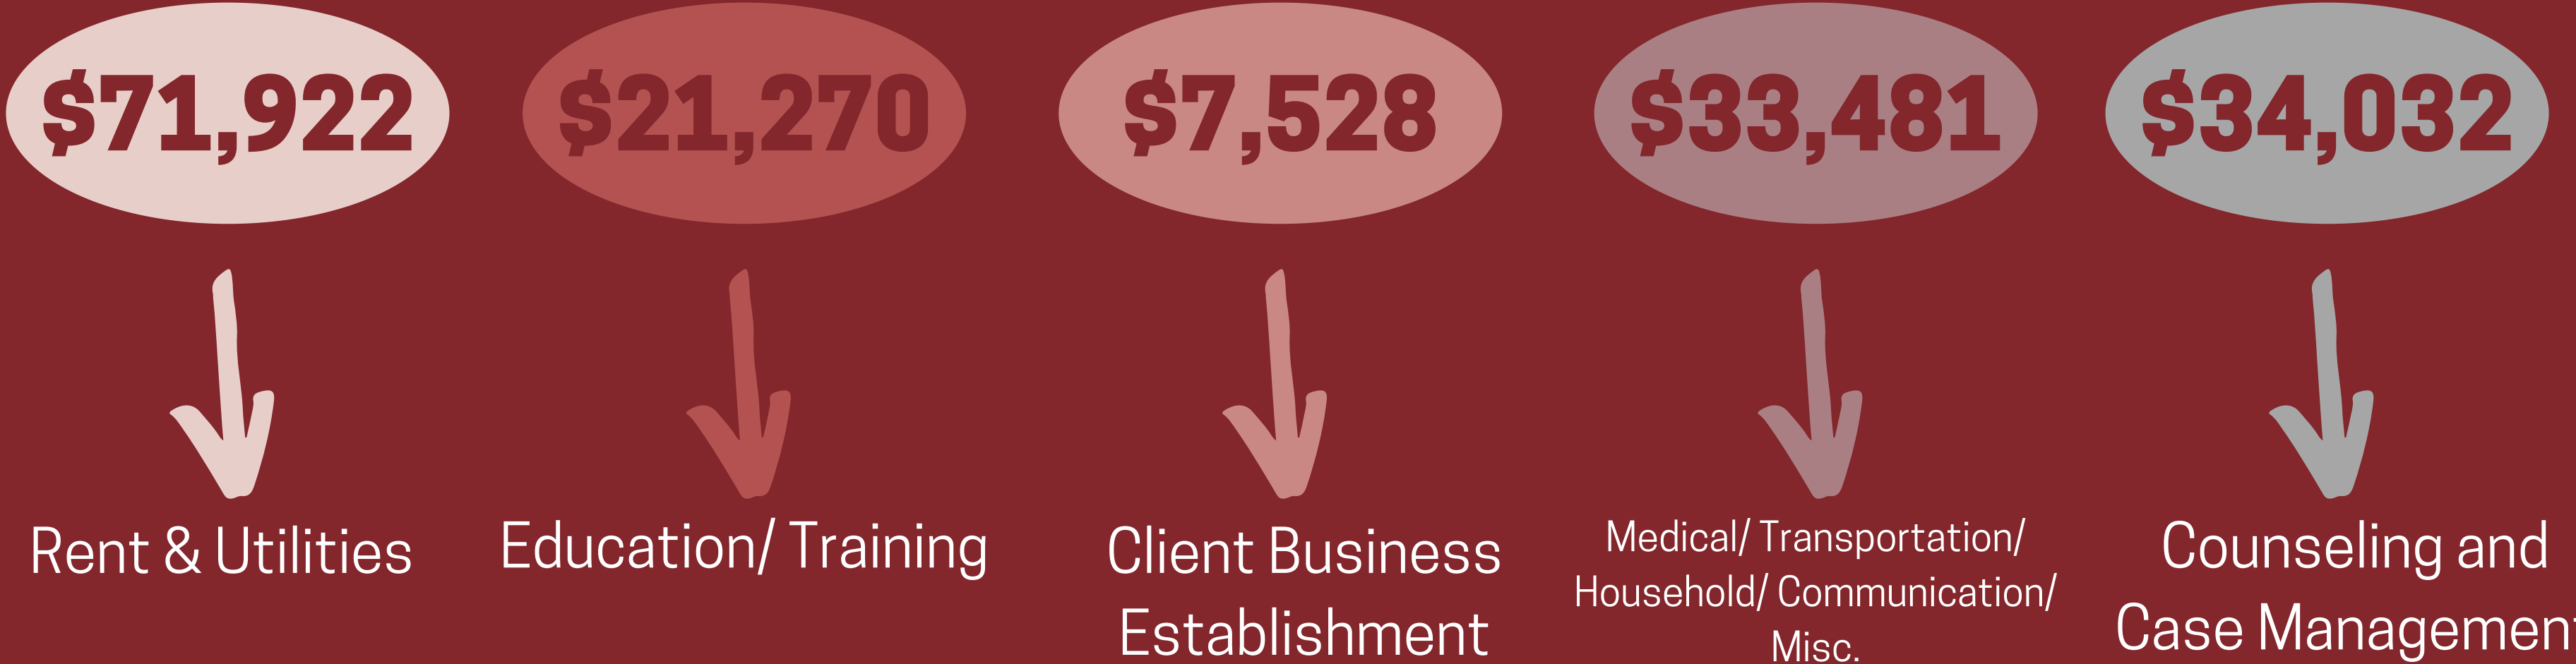 $71,922
$21,270
$7,528
$33,481
$34,032
Rent & Utilities
Education/ Training
Client Business
Establishment
Medical/ Transportation/
Household/ Communication/
Misc.
Counseling and
Case Management